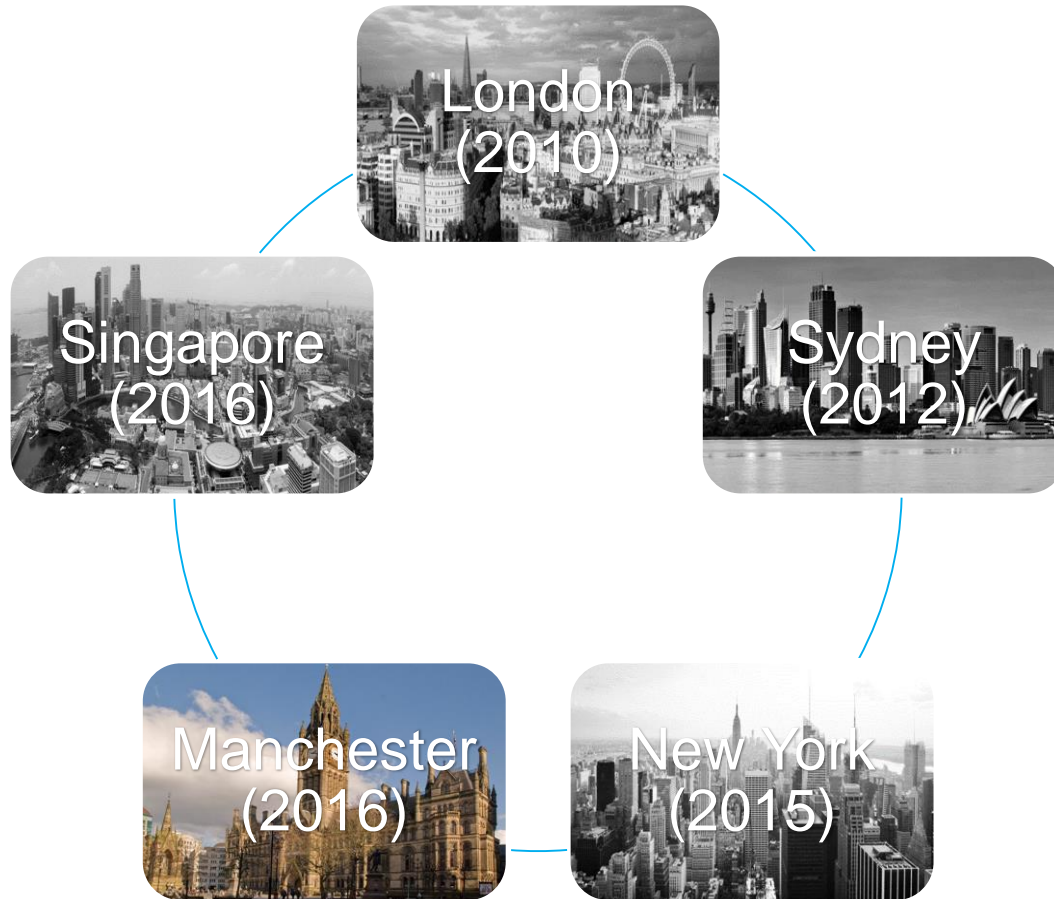 London
(2010)
Sydney
(2012)
New York
(2015)
Manchester
(2016)
Singapore
(2016)